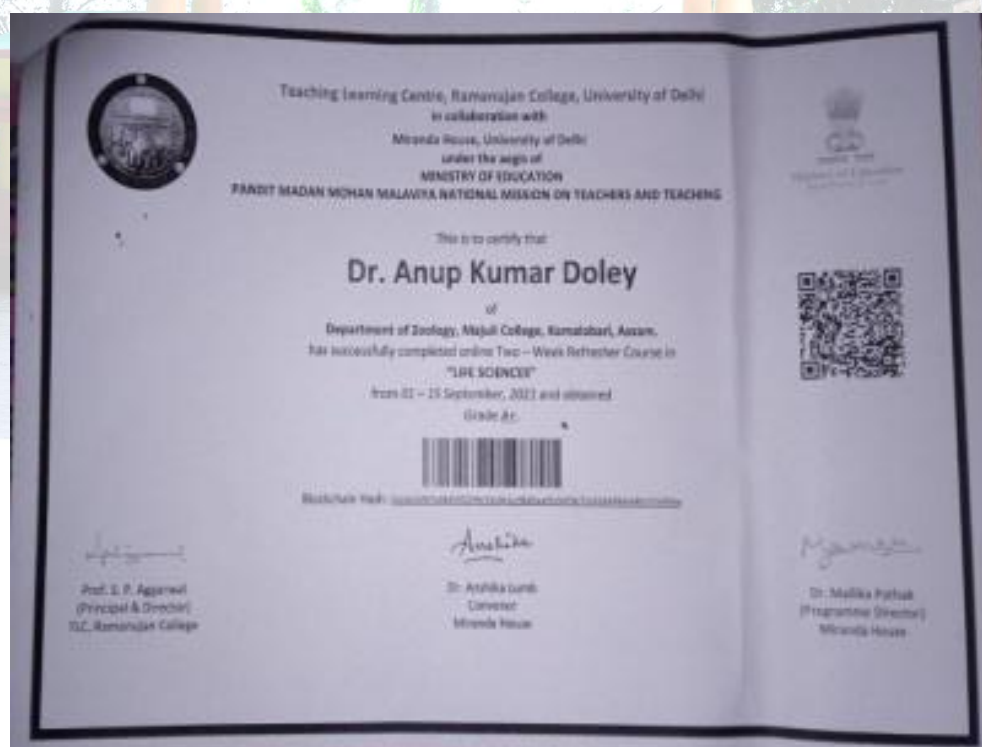 Teaching Learning Centre, Ramanujan College, University of Delhi
in collaboration with
Miranda House, University of Delhi
under the aegis of
MINISTRY OF EDUCATION
PANDIT MADAN MOHAN MALAVIYA NATIONAL MISSION ON TEACHERS AND TEACHING
This is to certify that
Dr. Anup Kumar Doley
of
Department of Zoology, Majuli College, Kamalabari, Assam.
has successfully completed online Two – Week Refresher Course in
"LIFE SCIENCES"
from 01 – 15 September, 2021 and obtained
Grade
Blockchain Hash:
Prof. S. P. Aggarwal
(Principal & Director)
TLC, Ramanujan College
Anshika
Dr. Anshika Lumb
Convener
Miranda House
Dr. Mallika Pathak
(Programme Director)
Miranda House